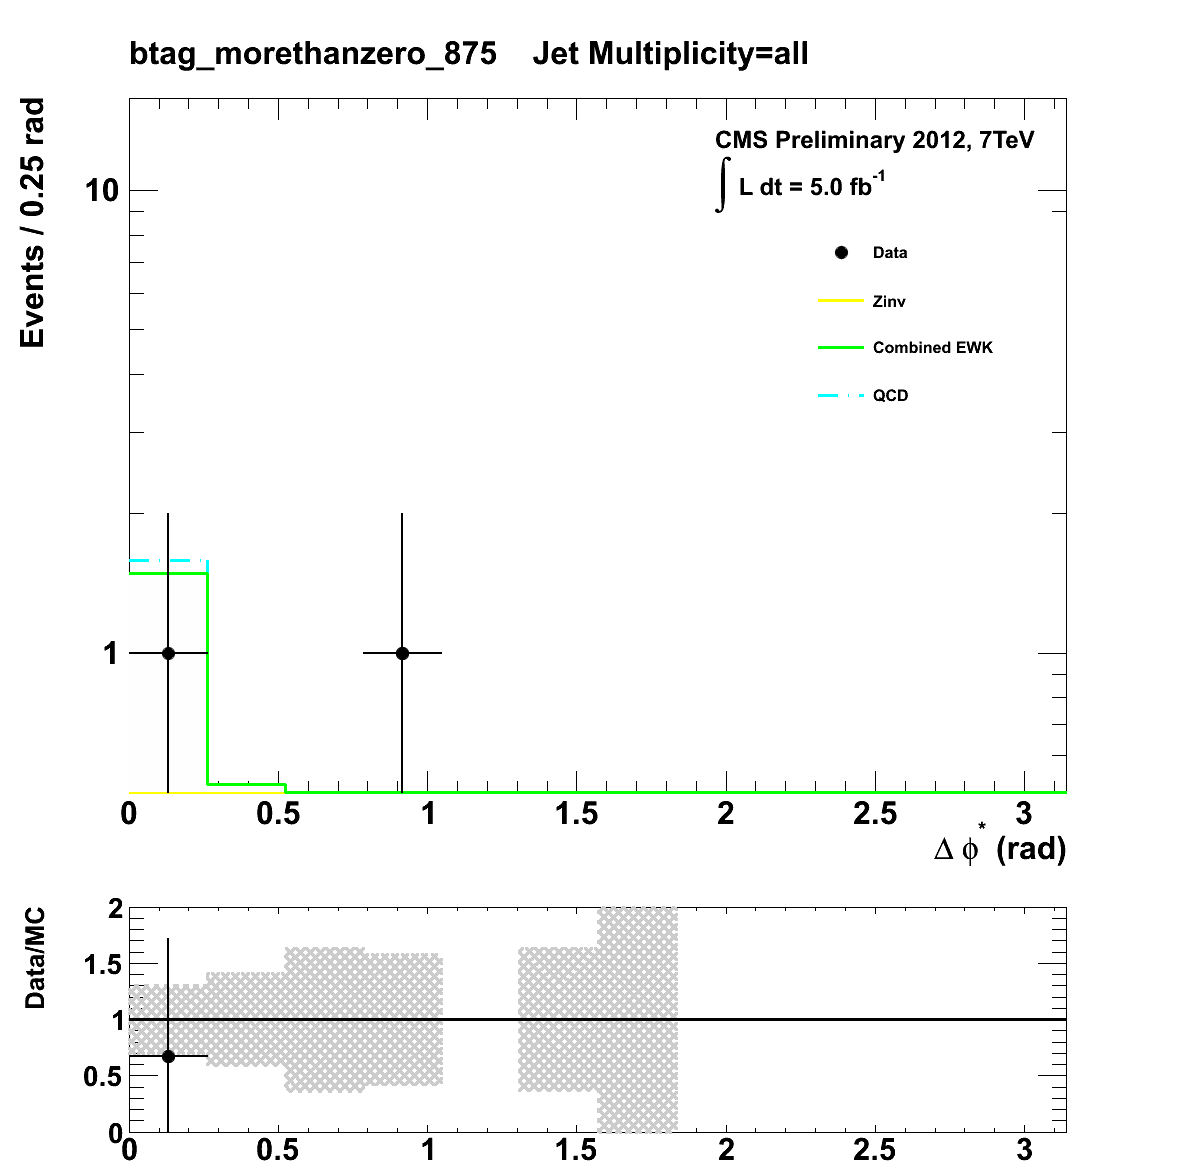 btag_morethanzero_875 Jet Multiplicity=all
Events / 0.25 rad
CMS Preliminary 2012, 7TeV
∫ L dt = 5.0 fb⁻¹
Data
Zinv
Combined EWK
QCD
10
1
0 0.5 1 1.5 2 2.5 3
Δ ϕ* (rad)
Data/MC
2
1.5
1
0.5
0
0 0.5 1 1.5 2 2.5 3